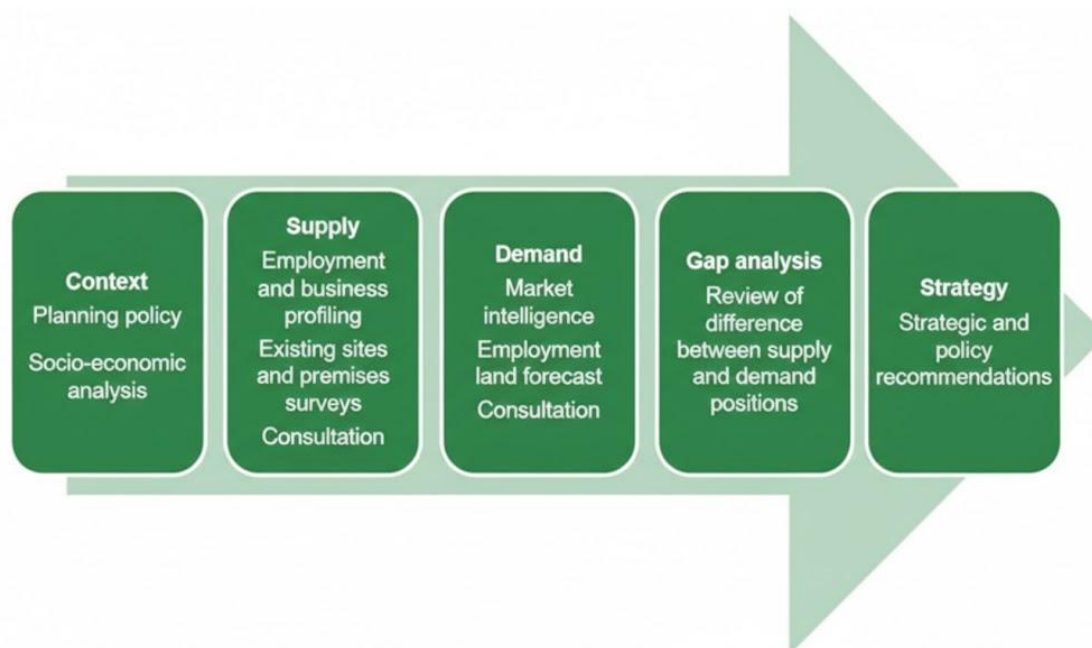 Context
Planning policy
Socio-economic
analysis
Supply
Employment
and business
profiling
Existing sites
and premises
surveys
Consultation
Demand
Market
intelligence
Employment
land forecast
Consultation
Gap analysis
Review of
difference
between supply
and demand
positions
Strategy
Strategic and
policy
recommendations